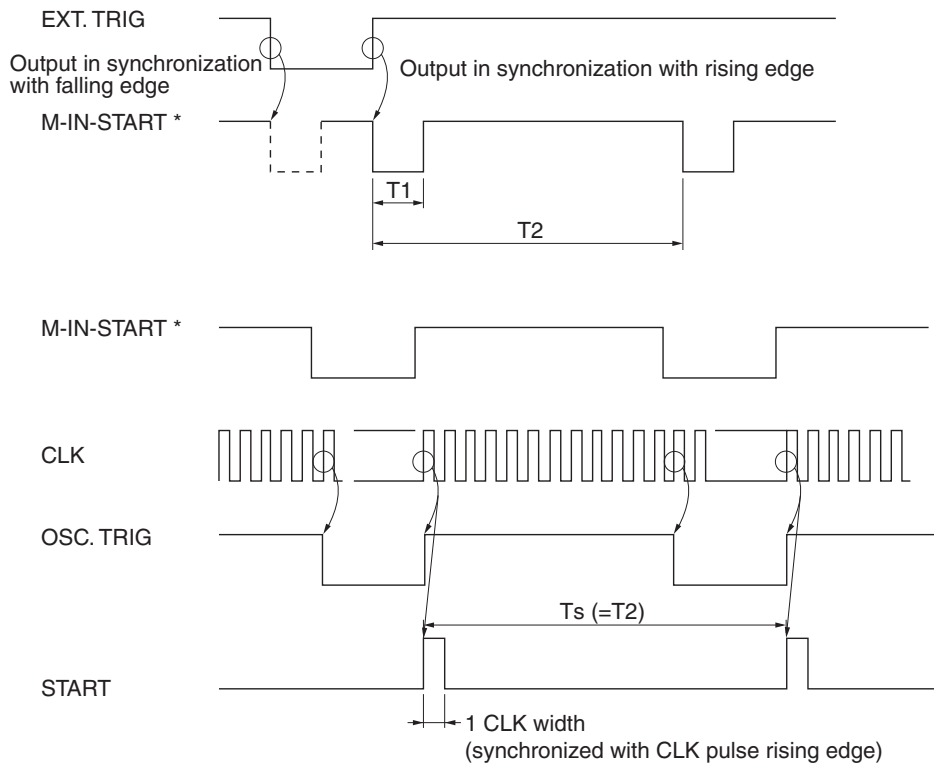 EXT. TRIG
Output in synchronization
with falling edge
Output in synchronization with rising edge
M-IN-START *
T1
T2
M-IN-START *
CLK
OSC. TRIG
Ts (=T2)
START
1 CLK width
(synchronized with CLK pulse rising edge)